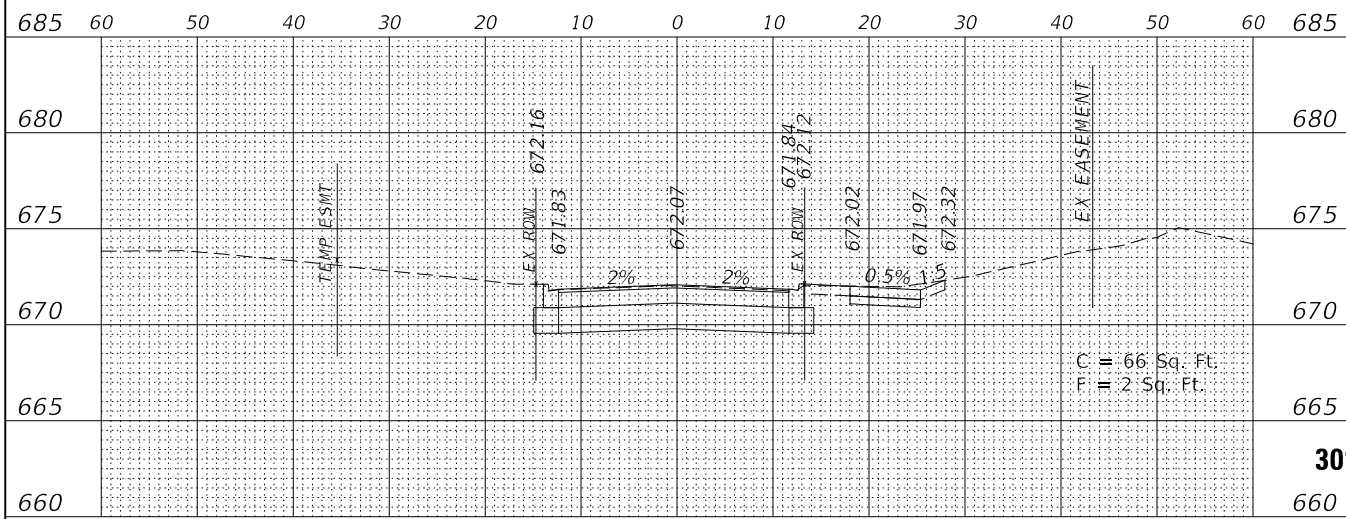 685 60 50 40 30 20 10 0 10 20 30 40 50 60 685
680 680
675 675
670 670
665 665
660 660
TEMP ESMT
EX ROW
672.16
671.83
2%
672.07
2%
671.84
672.12
EX ROW
672.02
0.5%
671.97
672.32
1.5
EX EASEMENT
C = 66 Sq. Ft.
F = 2 Sq. Ft.